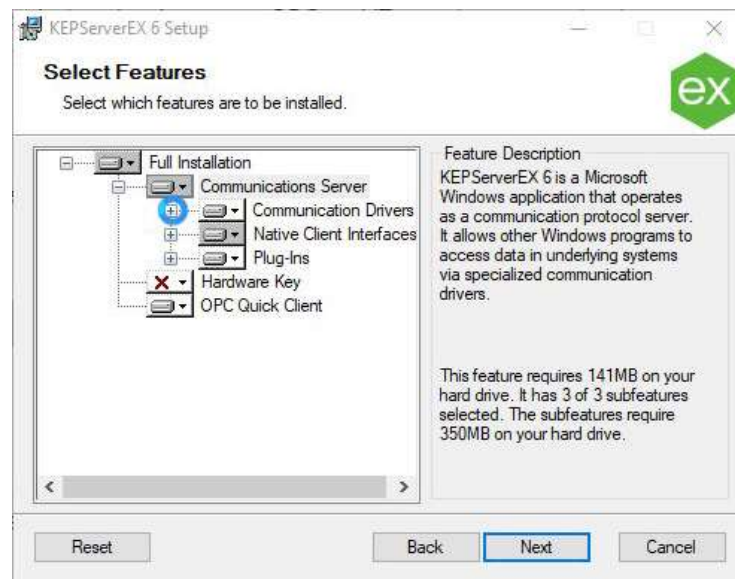 KEPServerEX 6 Setup
Select Features
Select which features are to be installed.
ex
Full Installation
Communications Server
Communication Drivers
Native Client Interfaces
Plug-Ins
Hardware Key
OPC Quick Client
Feature Description
KEPServerEX 6 is a Microsoft
Windows application that operates
as a communication protocol server.
It allows other Windows programs to
access data in underlying systems
via specialized communication
drivers.
This feature requires 141MB on your
hard drive. It has 3 of 3 subfeatures
selected. The subfeatures require
350MB on your hard drive.
Reset
Back
Next
Cancel